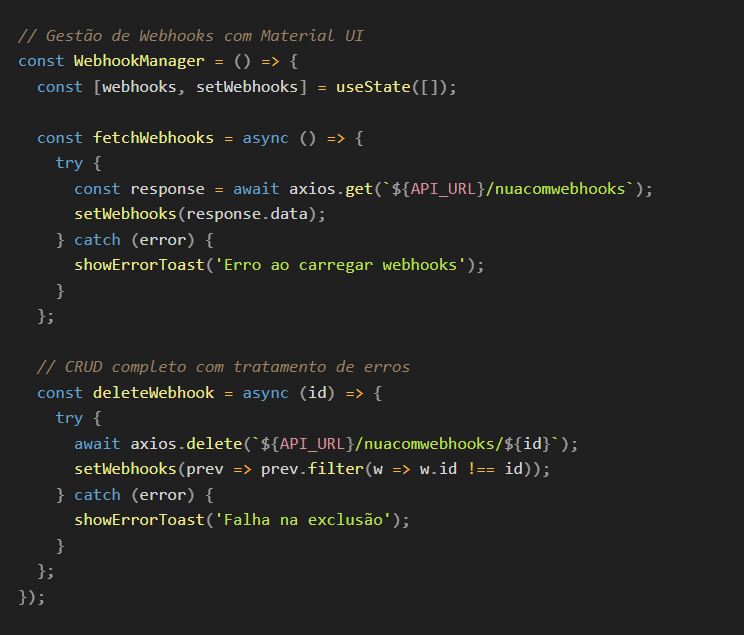 // Gestão de Webhooks com Material UI
const WebhookManager = () => {
  const [webhooks, setWebhooks] = useState([]);

  const fetchWebhooks = async () => {
    try {
      const response = await axios.get(`${API_URL}/nuacomwebhooks`);
      setWebhooks(response.data);
    } catch (error) {
      showErrorToast('Erro ao carregar webhooks');
    }
  };

  // CRUD completo com tratamento de erros
  const deleteWebhook = async (id) => {
    try {
      await axios.delete(`${API_URL}/nuacomwebhooks/${id}`);
      setWebhooks(prev => prev.filter(w => w.id !== id));
    } catch (error) {
      showErrorToast('Falha na exclusão');
    }
  };
});